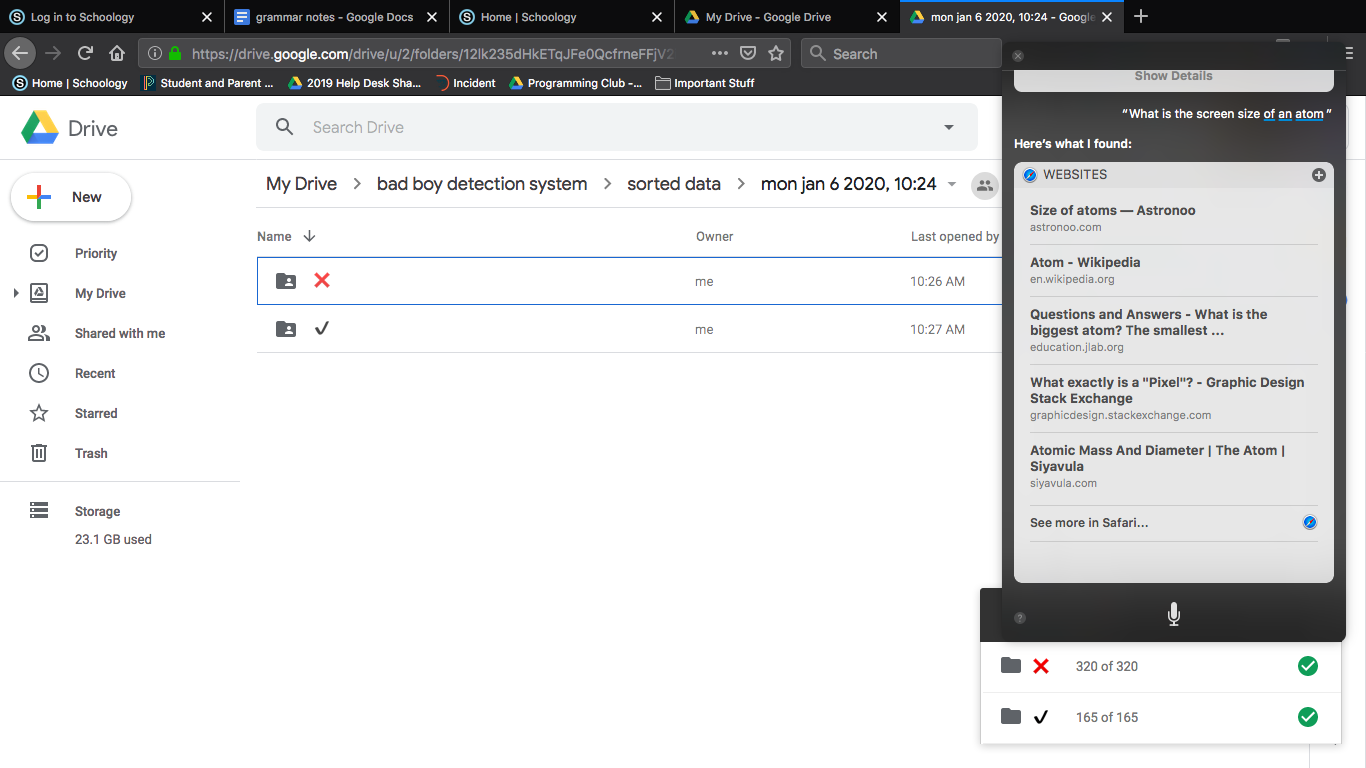 Log in to Schoology
grammar notes - Google Docs
Home | Schoology
My Drive - Google Drive
mon jan 6 2020, 10:24 - Google
https://drive.google.com/drive/u/2/folders/12lk235dHkETqJFe0QcfrneFFjV2
Search
Home | Schoology
Student and Parent ...
2019 Help Desk Sha...
Incident
Programming Club -...
Important Stuff
Drive
Search Drive
New
Priority
My Drive
Shared with me
Recent
Starred
Trash
Storage
23.1 GB used
My Drive > bad boy detection system > sorted data > mon jan 6 2020, 10:24
Name Owner Last opened by
❌ me 10:26 AM
✔ me 10:27 AM
Show Details
“What is the screen size of an atom”
Here's what I found:
WEBSITES
Size of atoms — Astronoo
astronoo.com
Atom - Wikipedia
en.wikipedia.org
Questions and Answers - What is the
biggest atom? The smallest ...
education.jlab.org
What exactly is a "Pixel"? - Graphic Design
Stack Exchange
graphicdesign.stackexchange.com
Atomic Mass And Diameter | The Atom |
Siyavula
siyavula.com
See more in Safari...
?
❌ 320 of 320
✔ 165 of 165